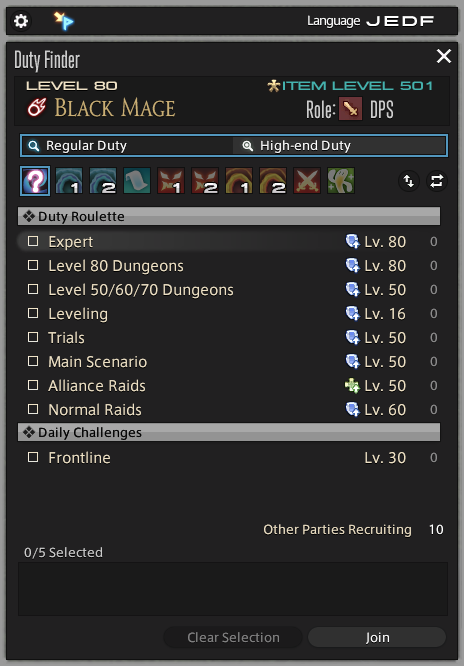 Language JEDF
Duty Finder
LEVEL 80
ITEM LEVEL 501
BLACK MAGE
Role: DPS
Regular Duty
High-end Duty
? 1 2 1 2 1 2
Duty Roulette
Expert Lv. 80 0
Level 80 Dungeons Lv. 80 0
Level 50/60/70 Dungeons Lv. 50 0
Leveling Lv. 16 0
Trials Lv. 50 0
Main Scenario Lv. 50 0
Alliance Raids Lv. 50 0
Normal Raids Lv. 60 0
Daily Challenges
Frontline Lv. 30 0
Other Parties Recruiting 10
0/5 Selected
Clear Selection
Join